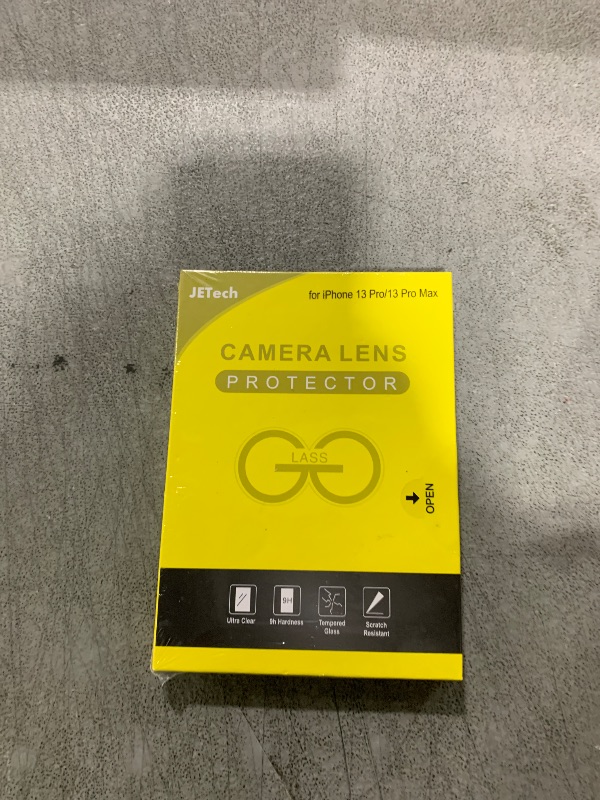 JETech
for iPhone 13 Pro/13 Pro Max
CAMERA LENS
PROTECTOR
GLASS
OPEN
9H
Ultra Clear
9h Hardness
Tempered
Glass
Scratch
Resistant